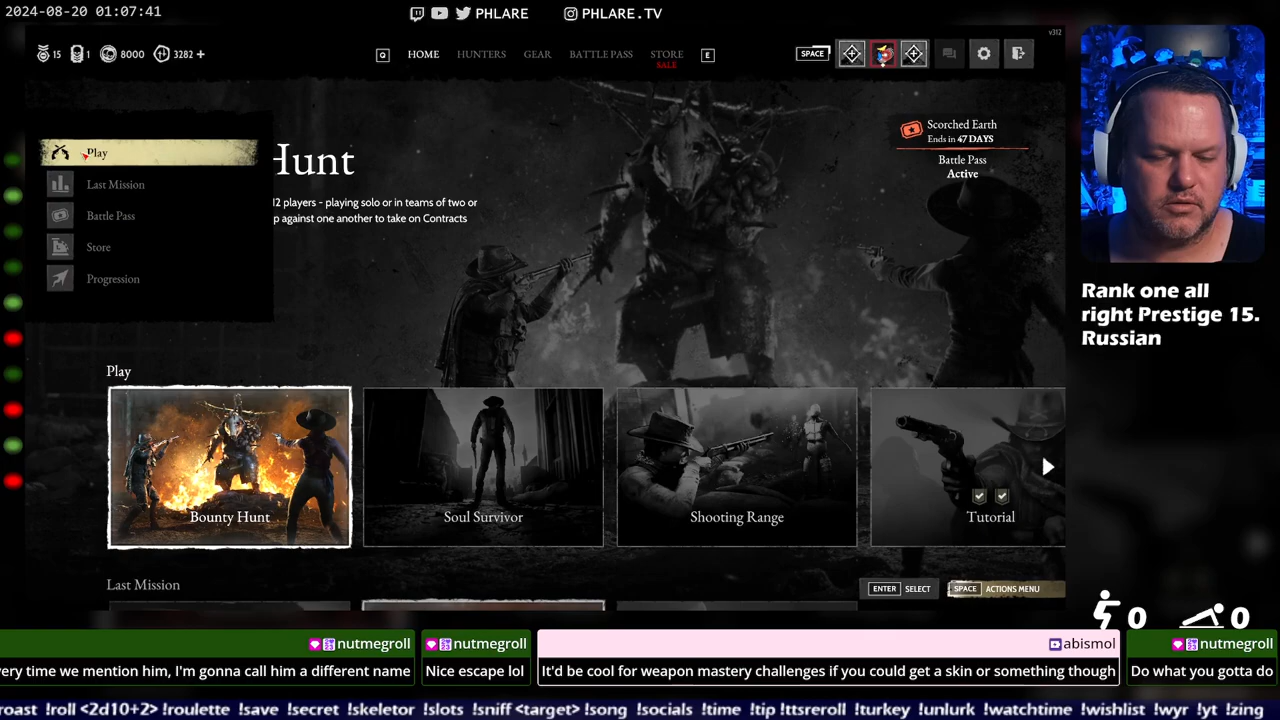 2024-08-20 01:07:41
PHLARE PHLARE.TV
v312
15 1 8000 3282 +
Q HOME HUNTERS GEAR BATTLE PASS STORE E
SALE
SPACE
Play
Last Mission
Battle Pass
Store
Progression
Hunt
12 players - playing solo or in teams of two or
p against one another to take on Contracts
Scorched Earth
Ends in 47 DAYS
Battle Pass
Active
Rank one all
right Prestige 15.
Russian
Play
Bounty Hunt
Soul Survivor
Shooting Range
Tutorial
Last Mission
ENTER SELECT SPACE ACTIONS MENU
0 0
nutmegroll nutmegroll abismol nutmegroll
very time we mention him, I'm gonna call him a different name Nice escape lol It'd be cool for weapon mastery challenges if you could get a skin or something though Do what you gotta do
roast !roll <2d10+2> !roulette !save !secret !skeletor !slots !sniff <target> !song !socials !time !tip !ttsreroll !turkey !unlurk !watchtime !wishlist !wyr !yt !zing